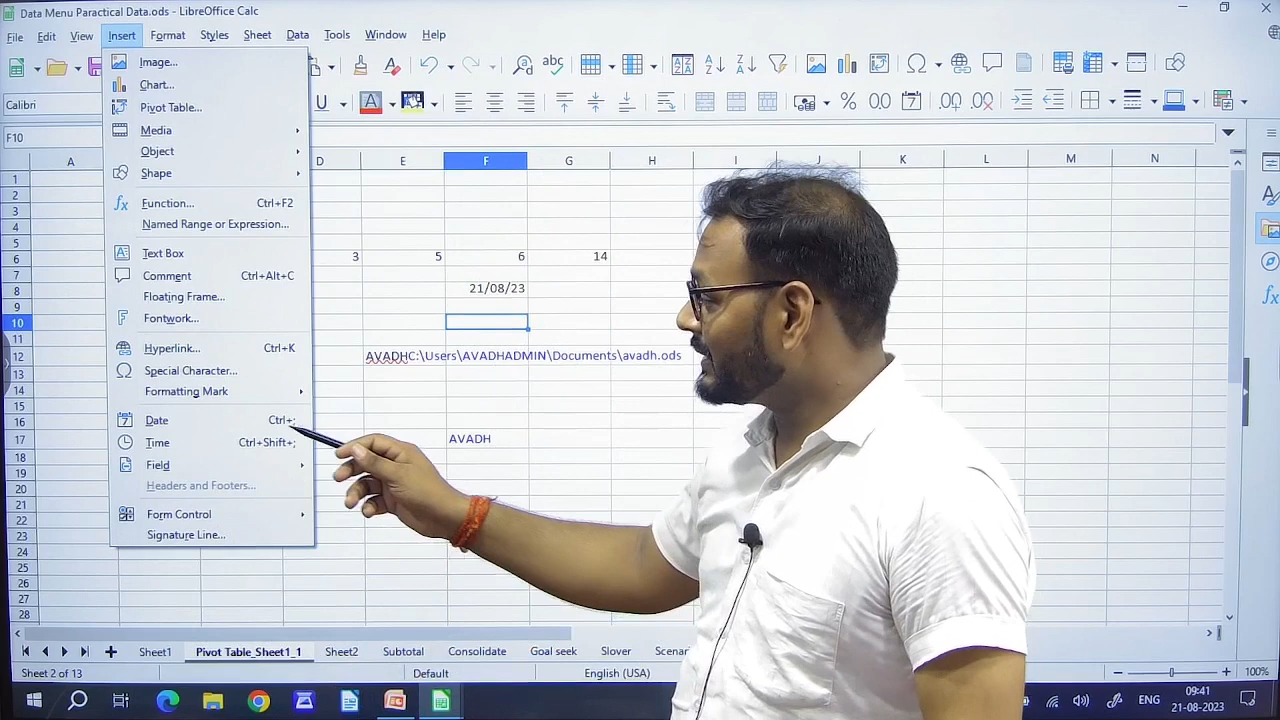 Data Menu Paractical Data.ods - LibreOffice Calc
File Edit View Insert Format Styles Sheet Data Tools Window Help
Calibri
F10
A D E F G H I J K L M N
Image...
Chart...
Pivot Table...
Media
Object
Shape
Function... Ctrl+F2
Named Range or Expression...
Text Box
Comment Ctrl+Alt+C
Floating Frame...
Fontwork...
Hyperlink... Ctrl+K
Special Character...
Formatting Mark
Date Ctrl+;
Time Ctrl+Shift+;
Field
Headers and Footers...
Form Control
Signature Line...
1
2
3
4
5
6 3 5 6 14
7
8 21/08/23
9
10
11
12 AVADHC:\Users\AVADHADMIN\Documents\avadh.ods
13
14
15
16
17 AVADH
18
19
20
21
22
23
24
25
26
27
28
Sheet1 Pivot Table_Sheet1_1 Sheet2 Subtotal Consolidate Goal seek Slover
Sheet 2 of 13 Default English (USA) 100%
ENG 09:41
21-08-2023